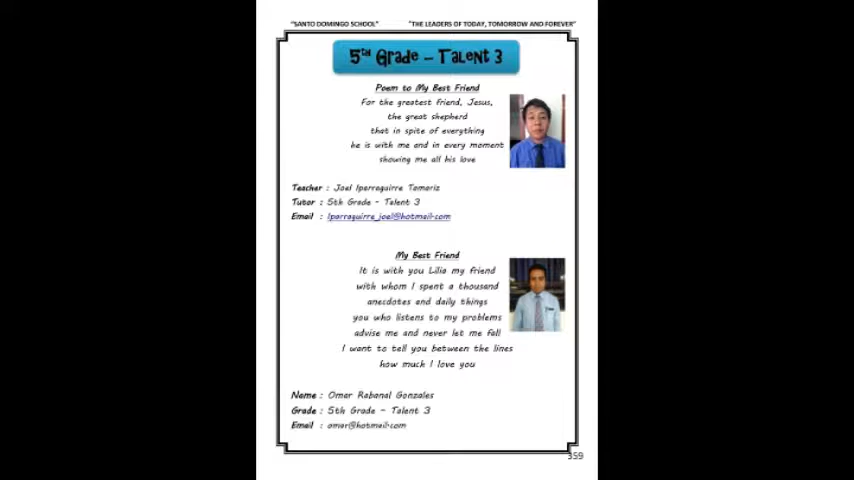 "SANTO DOMINGO SCHOOL" "THE LEADERS OF TODAY, TOMORROW AND FOREVER"
5TH Grade – Talent 3
Poem to My Best Friend
For the greatest friend, Jesus,
the great shepherd
that in spite of everything
he is with me and in every moment
showing me all his love
Teacher : Joel Iparraguirre Tamariz
Tutor : 5th Grade - Talent 3
Email : Iparraguirre_joel@hotmail.com
My Best Friend
It is with you Lilia my friend
with whom I spent a thousand
anecdotes and daily things
you who listens to my problems
advise me and never let me fall
I want to tell you between the lines
how much I love you
Name : Omar Rabanal Gonzales
Grade : 5th Grade – Talent 3
Email : omar@hotmail.com
359